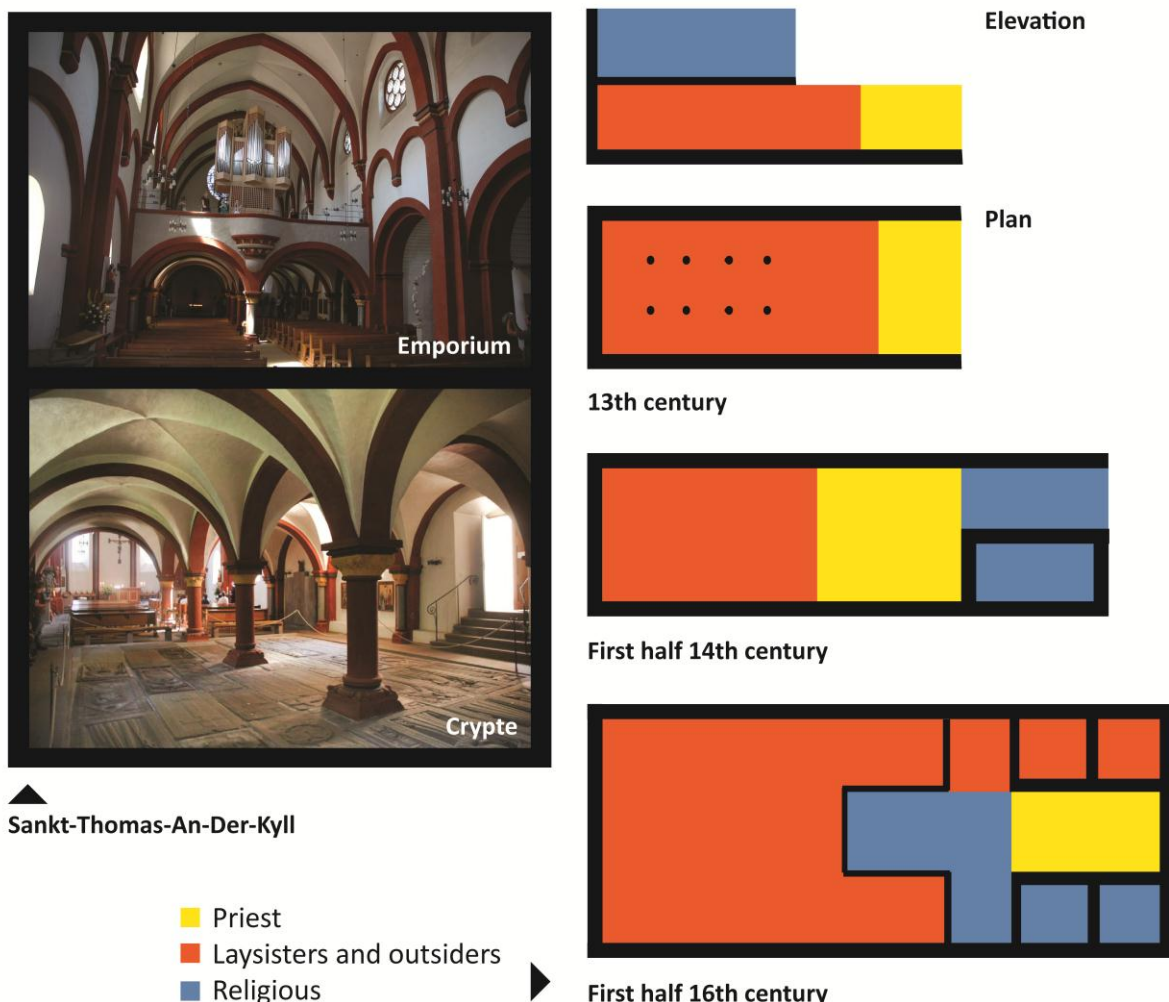 Emporium
Crypte
Sankt-Thomas-An-Der-Kyll
Priest
Laysisters and outsiders
Religious
Elevation
Plan
13th century
First half 14th century
First half 16th century